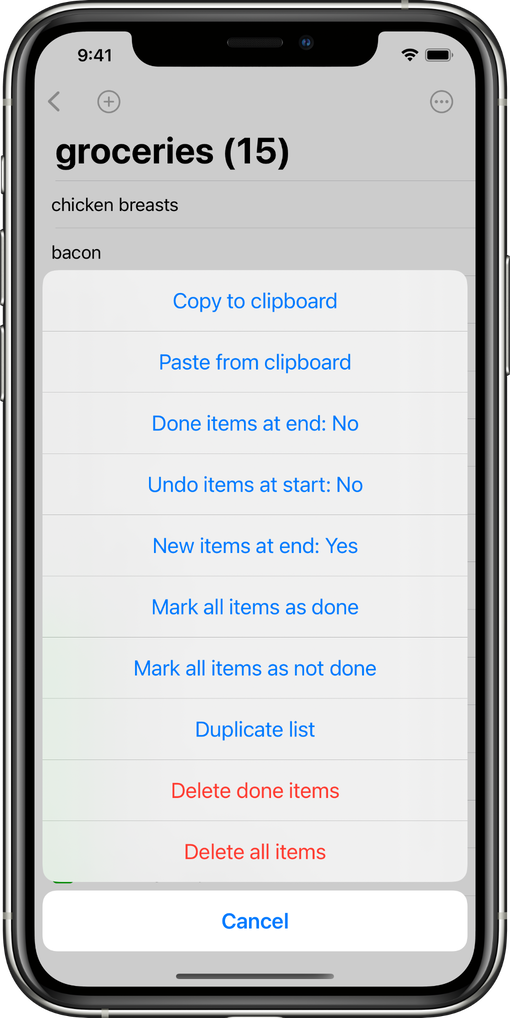 9:41
groceries (15)
chicken breasts
bacon
Copy to clipboard
Paste from clipboard
Done items at end: No
Undo items at start: No
New items at end: Yes
Mark all items as done
Mark all items as not done
Duplicate list
Delete done items
Delete all items
Cancel